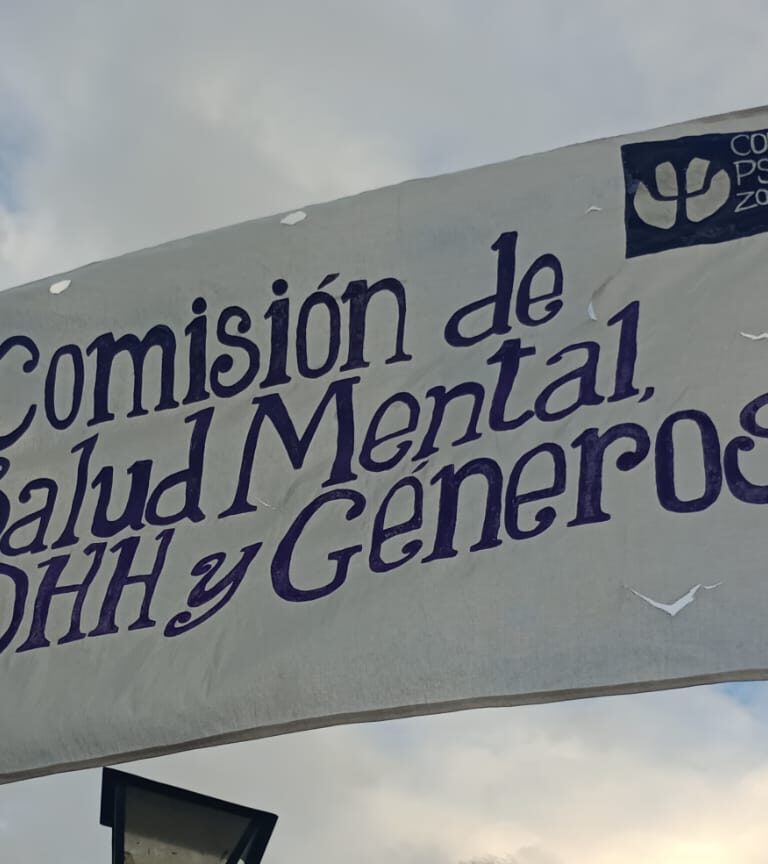 Comisión de
Salud Mental,
DHH y Géneros